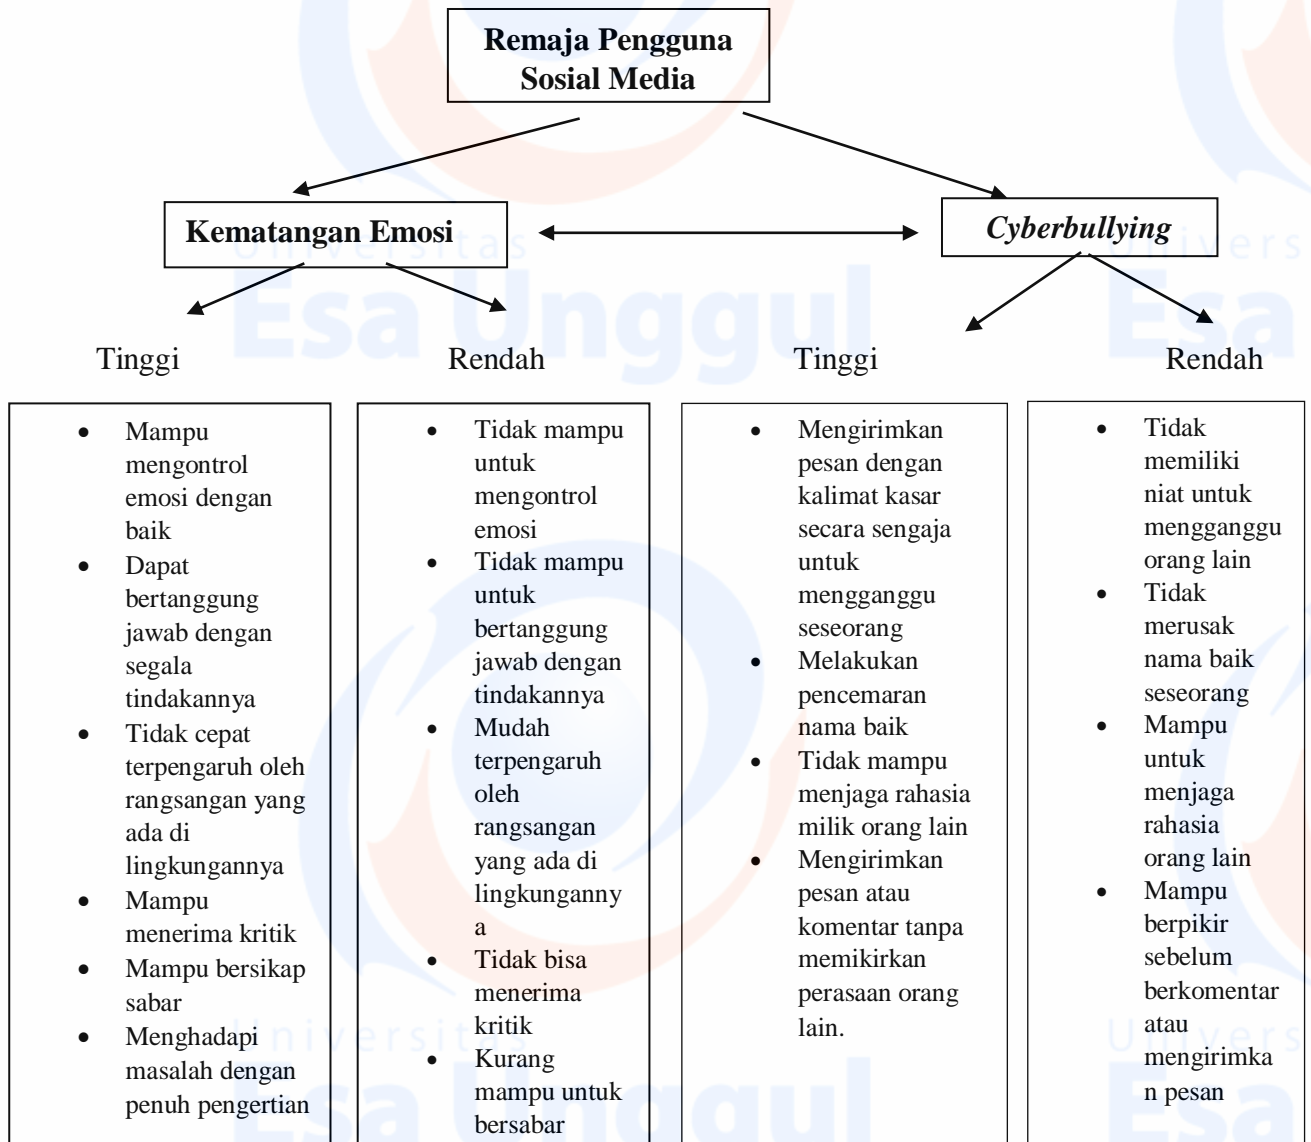 Remaja Pengguna
Sosial Media
Kematangan Emosi
Cyberbullying
Universitas
Esa Unggul
Univers
Esa
Tinggi
Rendah
Tinggi
Rendah
• Mampu
mengontrol
emosi dengan
baik
• Dapat
bertanggung
jawab dengan
segala
tindakannya
• Tidak cepat
terpengaruh oleh
rangsangan yang
ada di
lingkungannya
• Mampu
menerima kritik
• Mampu bersikap
sabar
• Menghadapi
masalah dengan
penuh pengertian
• Tidak mampu
untuk
mengontrol
emosi
• Tidak mampu
untuk
bertanggung
jawab dengan
tindakannya
• Mudah
terpengaruh
oleh
rangsangan
yang ada di
lingkunganny
a
• Tidak bisa
menerima
kritik
• Kurang
mampu untuk
bersabar
• Mengirimkan
pesan dengan
kalimat kasar
secara sengaja
untuk
mengganggu
seseorang
• Melakukan
pencemaran
nama baik
• Tidak mampu
menjaga rahasia
milik orang lain
• Mengirimkan
pesan atau
komentar tanpa
memikirkan
perasaan orang
lain.
• Tidak
memiliki
niat untuk
mengganggu
orang lain
• Tidak
merusak
nama baik
seseorang
• Mampu
untuk
menjaga
rahasia
orang lain
• Mampu
berpikir
sebelum
berkomentar
atau
mengirimka
n pesan
Universitas
Esa Unggul
Univers
Esa